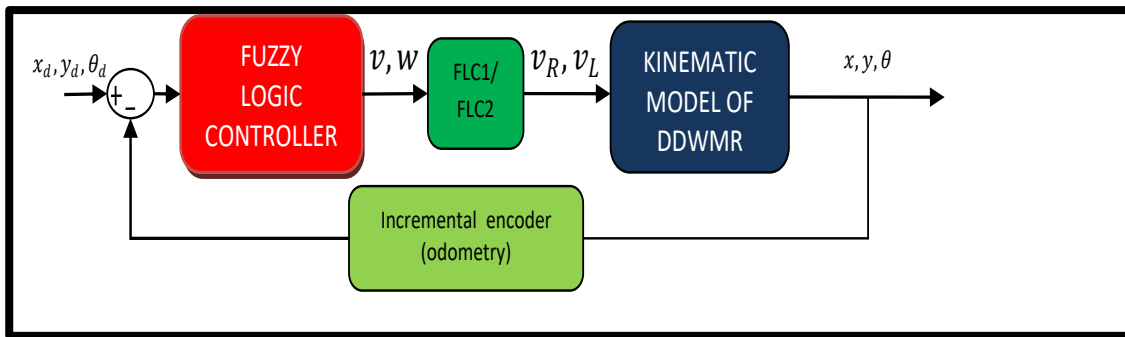 x_d, y_d, θ_d
+
-
FUZZY
LOGIC
CONTROLLER
v, w
FLC1/
FLC2
v_R, v_L
KINEMATIC
MODEL OF
DDWMR
x, y, θ
Incremental encoder
(odometry)